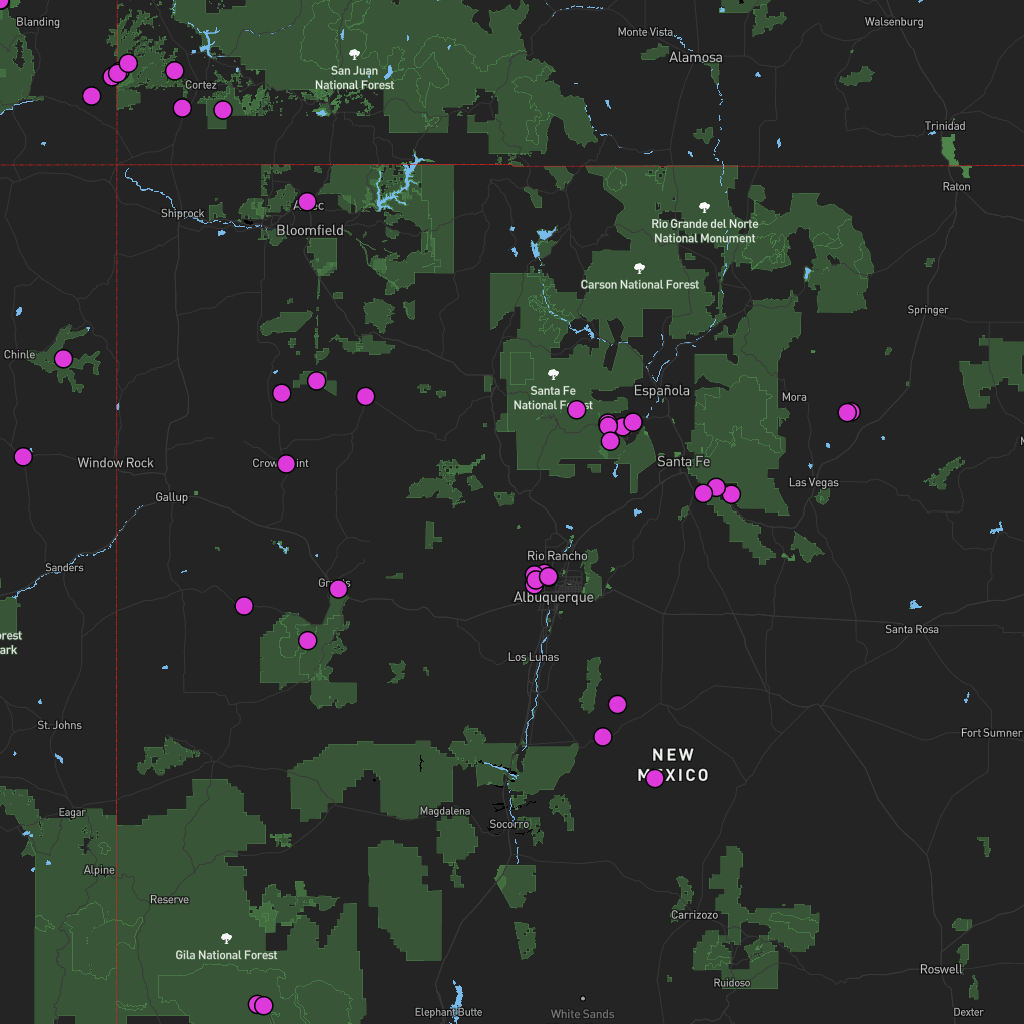 Blanding
Monte Vista
Walsenburg
Alamosa
San Juan
National Forest
Cortez
Trinidad
Raton
Shiprock
Bloomfield
Rio Grande del Norte
National Monument
Carson National Forest
Springer
Chinle
Santa Fe
National Forest
Española
Mora
Window Rock
Santa Fe
Las Vegas
Gallup
Rio Rancho
Sanders
Albuquerque
Santa Rosa
Los Lunas
St. Johns
Fort Sumner
NEW
MEXICO
Magdalena
Eagar
Socorro
Alpine
Reserve
Carrizozo
Gila National Forest
Roswell
Ruidoso
Elephant Butte
White Sands
Dexter